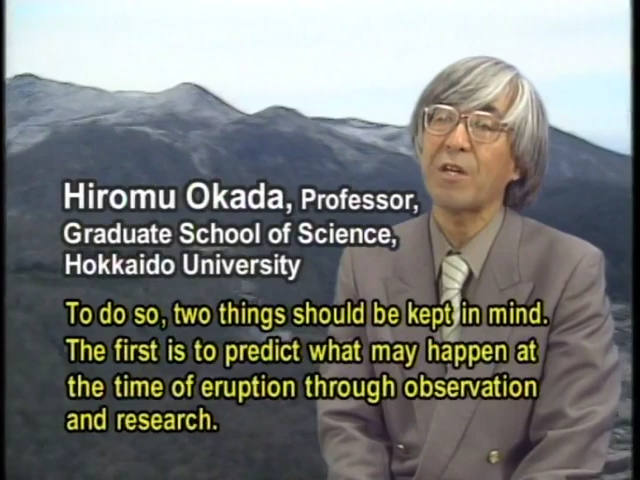 Hiromu Okada, Professor,
Graduate School of Science,
Hokkaido University
To do so, two things should be kept in mind.
The first is to predict what may happen at
the time of eruption through observation
and research.